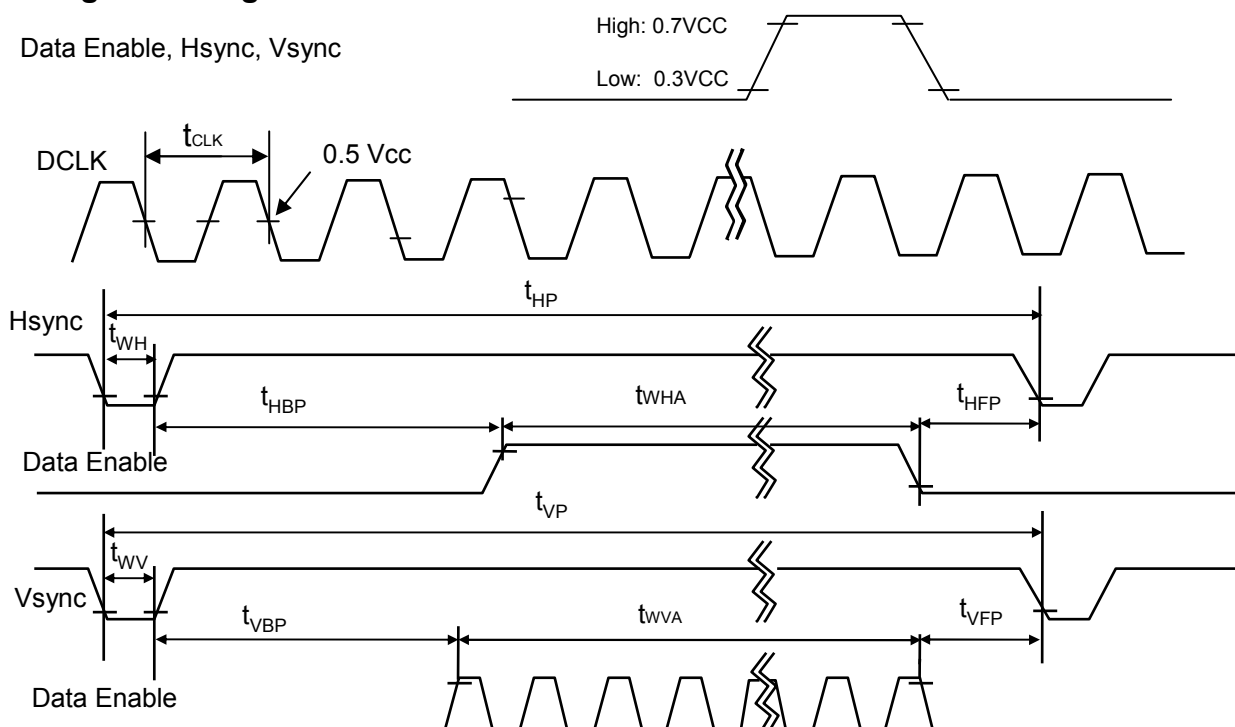 Data Enable, Hsync, Vsync
High: 0.7VCC
Low: 0.3VCC
DCLK
tCLK
0.5 Vcc
tHP
Hsync
tWH
tHBP
tWHA
tHFP
Data Enable
tVP
tWV
Vsync
tVBP
tWVA
tVFP
Data Enable